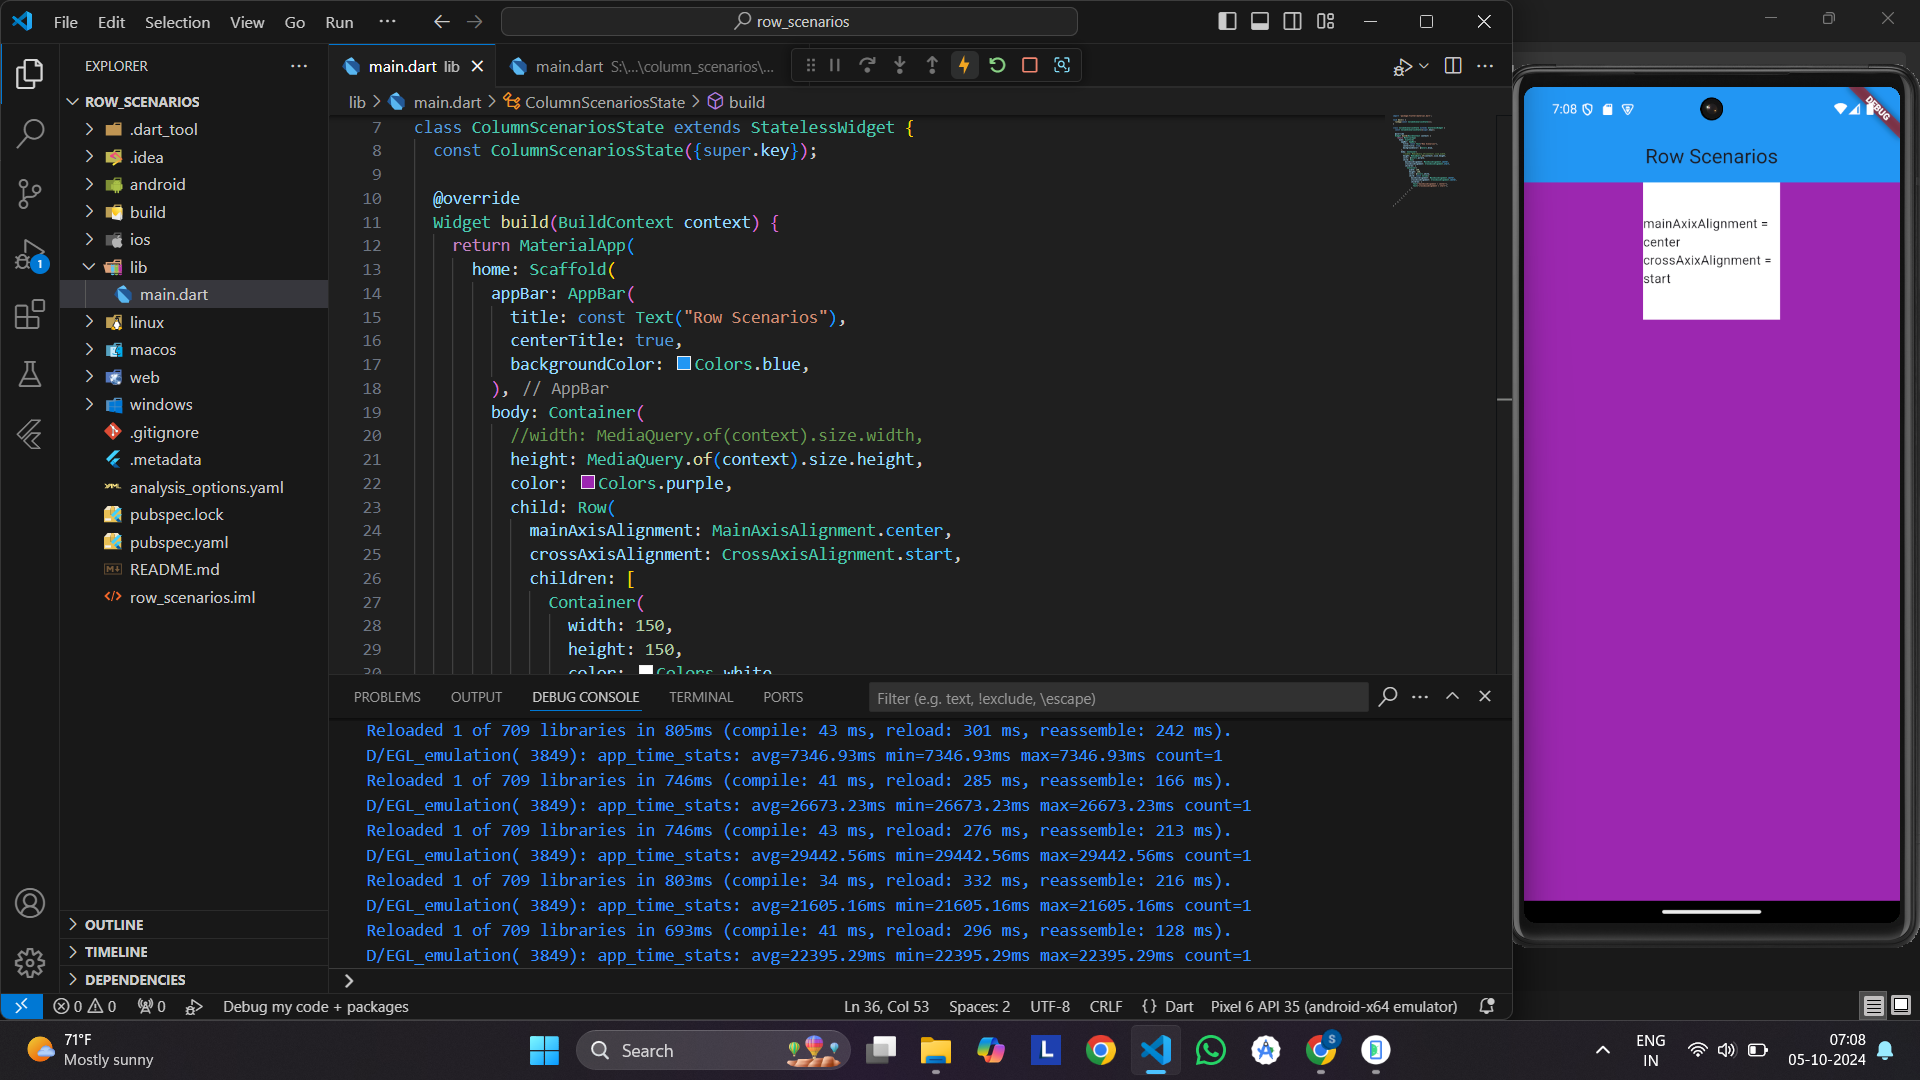 File Edit Selection View Go Run ···
row_scenarios
EXPLORER
ROW_SCENARIOS
.dart_tool
.idea
android
build
ios
lib
main.dart
linux
macos
web
windows
.gitignore
.metadata
analysis_options.yaml
pubspec.lock
pubspec.yaml
README.md
row_scenarios.iml
OUTLINE
TIMELINE
DEPENDENCIES
1
main.dart lib
main.dart S:\...\column_scenarios\...
lib > main.dart > ColumnScenariosState > build
7 class ColumnScenariosState extends StatelessWidget {
8 const ColumnScenariosState({super.key});
9
10 @override
11 Widget build(BuildContext context) {
12 return MaterialApp(
13 home: Scaffold(
14 appBar: AppBar(
15 title: const Text("Row Scenarios"),
16 centerTitle: true,
17 backgroundColor: Colors.blue,
18 ), // AppBar
19 body: Container(
20 //width: MediaQuery.of(context).size.width,
21 height: MediaQuery.of(context).size.height,
22 color: Colors.purple,
23 child: Row(
24 mainAxisAlignment: MainAxisAlignment.center,
25 crossAxisAlignment: CrossAxisAlignment.start,
26 children: [
27 Container(
28 width: 150,
29 height: 150,
30 color: Colors.white
PROBLEMS OUTPUT DEBUG CONSOLE TERMINAL PORTS
Filter (e.g. text, !exclude, \escape)
Reloaded 1 of 709 libraries in 805ms (compile: 43 ms, reload: 301 ms, reassemble: 242 ms).
D/EGL_emulation( 3849): app_time_stats: avg=7346.93ms min=7346.93ms max=7346.93ms count=1
Reloaded 1 of 709 libraries in 746ms (compile: 41 ms, reload: 285 ms, reassemble: 166 ms).
D/EGL_emulation( 3849): app_time_stats: avg=26673.23ms min=26673.23ms max=26673.23ms count=1
Reloaded 1 of 709 libraries in 746ms (compile: 43 ms, reload: 276 ms, reassemble: 213 ms).
D/EGL_emulation( 3849): app_time_stats: avg=29442.56ms min=29442.56ms max=29442.56ms count=1
Reloaded 1 of 709 libraries in 803ms (compile: 34 ms, reload: 332 ms, reassemble: 216 ms).
D/EGL_emulation( 3849): app_time_stats: avg=21605.16ms min=21605.16ms max=21605.16ms count=1
Reloaded 1 of 709 libraries in 693ms (compile: 41 ms, reload: 296 ms, reassemble: 128 ms).
D/EGL_emulation( 3849): app_time_stats: avg=22395.29ms min=22395.29ms max=22395.29ms count=1
0 0 0 Debug my code + packages Ln 36, Col 53 Spaces: 2 UTF-8 CRLF {} Dart Pixel 6 API 35 (android-x64 emulator)
7:08
DEBUG
Row Scenarios
mainAxixAlignment =
center
crossAxixAlignment =
start
71°F
Mostly sunny
Search
L
S
ENG
IN
07:08
05-10-2024